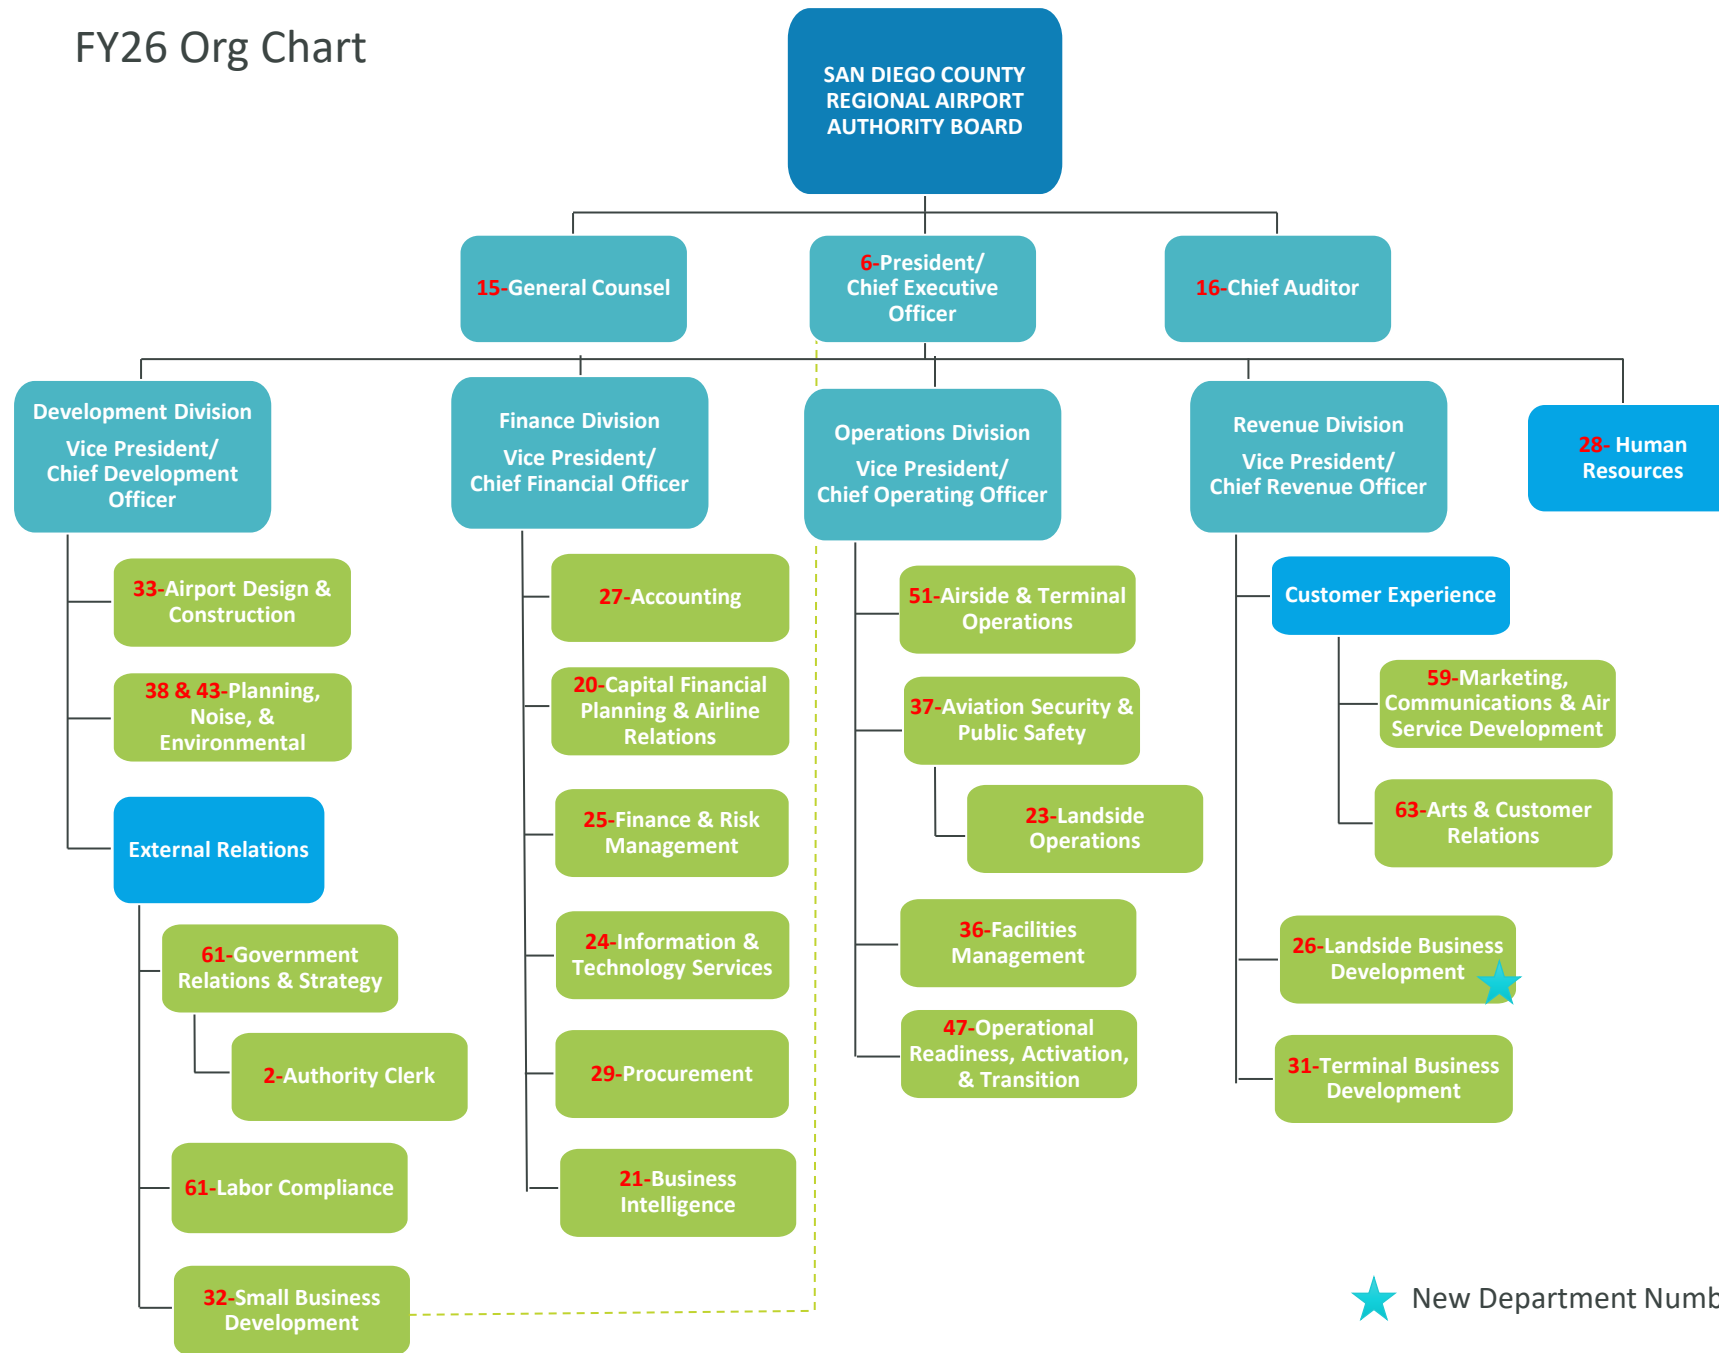 FY26 Org Chart
SAN DIEGO COUNTY
REGIONAL AIRPORT
AUTHORITY BOARD
15-General Counsel
6-President/
Chief Executive
Officer
16-Chief Auditor
Development Division
Vice President/
Chief Development
Officer
Finance Division
Vice President/
Chief Financial Officer
Operations Division
Vice President/
Chief Operating Officer
Revenue Division
Vice President/
Chief Revenue Officer
28- Human
Resources
33-Airport Design &
Construction
38 & 43-Planning,
Noise, &
Environmental
External Relations
61-Government
Relations & Strategy
2-Authority Clerk
61-Labor Compliance
32-Small Business
Development
27-Accounting
20-Capital Financial
Planning & Airline
Relations
25-Finance & Risk
Management
24-Information &
Technology Services
29-Procurement
21-Business
Intelligence
51-Airside & Terminal
Operations
37-Aviation Security &
Public Safety
23-Landside
Operations
36-Facilities
Management
47-Operational
Readiness, Activation,
& Transition
Customer Experience
59-Marketing,
Communications & Air
Service Development
63-Arts & Customer
Relations
26-Landside Business
Development
31-Terminal Business
Development
New Department Numb